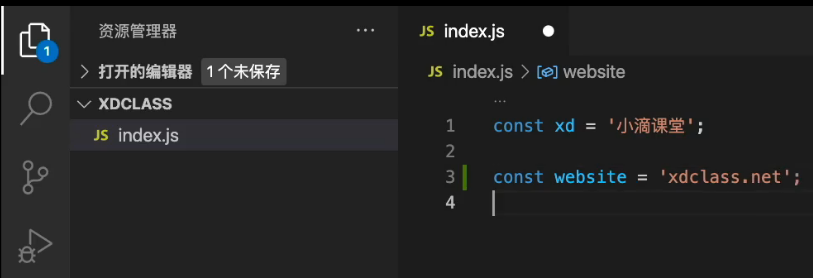 资源管理器 ...
打开的编辑器 1 个未保存
XDCLASS
JS index.js
1
JS index.js
JS index.js > website
...
1 const xd = '小滴课堂';
2
3 const website = 'xdclass.net';
4